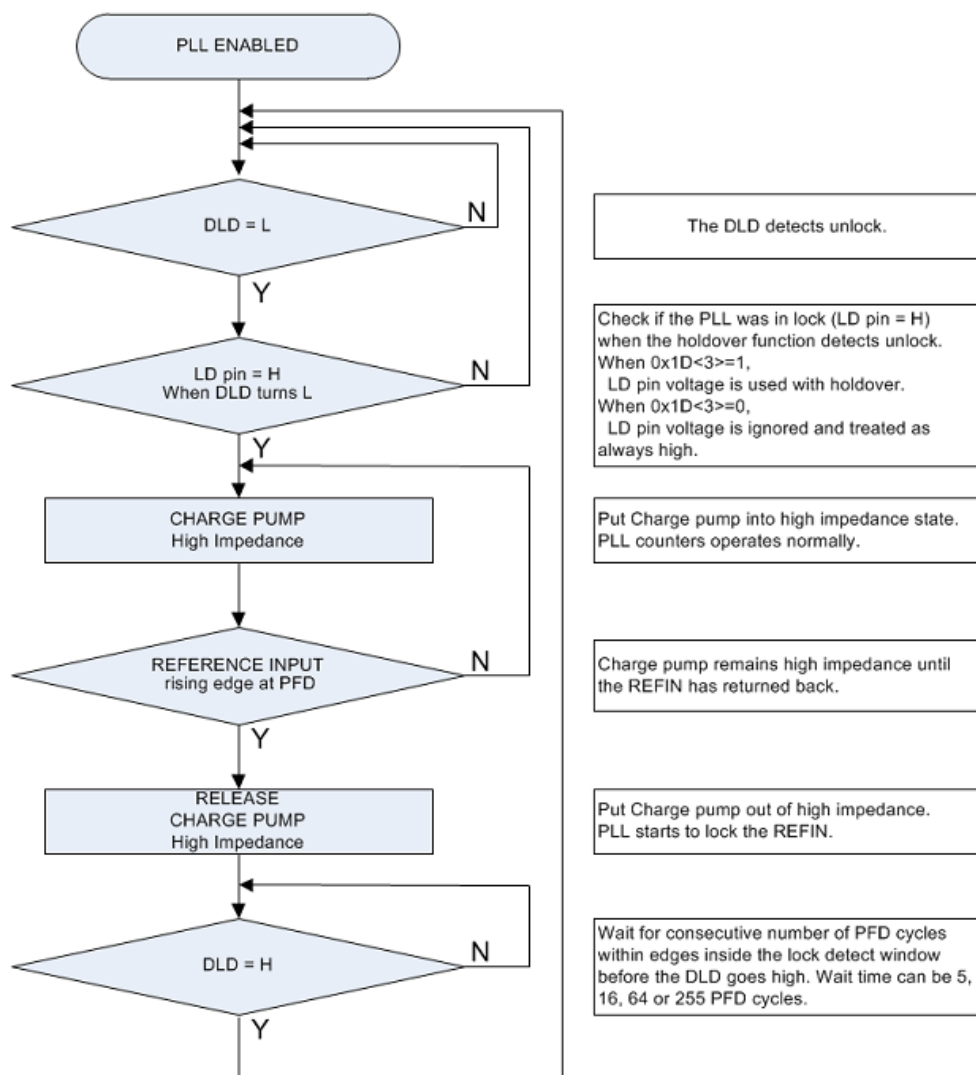 PLL ENABLED
DLD = L
N
Y
The DLD detects unlock.
LD pin = H
When DLD turns L
N
Y
Check if the PLL was in lock (LD pin = H)
when the holdover function detects unlock.
When 0x1D<3>=1,
LD pin voltage is used with holdover.
When 0x1D<3>=0,
LD pin voltage is ignored and treated as
always high.
CHARGE PUMP
High Impedance
Put Charge pump into high impedance state.
PLL counters operates normally.
REFERENCE INPUT
rising edge at PFD
N
Y
Charge pump remains high impedance until
the REFIN has returned back.
RELEASE
CHARGE PUMP
High Impedance
Put Charge pump out of high impedance.
PLL starts to lock the REFIN.
DLD = H
N
Y
Wait for consecutive number of PFD cycles
within edges inside the lock detect window
before the DLD goes high. Wait time can be 5,
16, 64 or 255 PFD cycles.